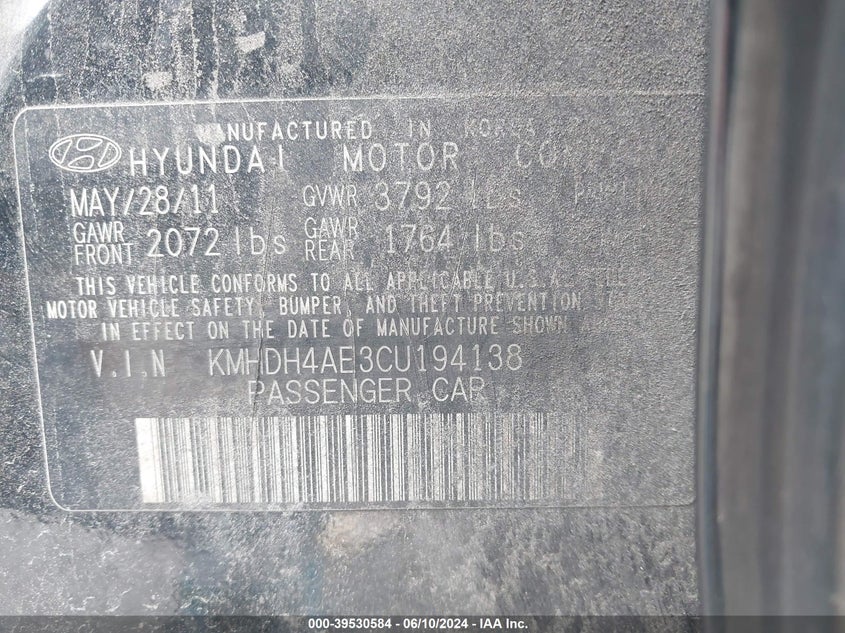 MANUFACTURED IN KOREA
HYUNDAI MOTOR
MAY/28/11 GVWR 3792 lbs
GAWR FRONT 2072 lbs GAWR REAR 1764 lbs
THIS VEHICLE CONFORMS TO ALL APPLICABLE U.S.A.
MOTOR VEHICLE SAFETY, BUMPER, AND THEFT PREVENTION
IN EFFECT ON THE DATE OF MANUFACTURE SHOWN
V.I.N KMHDH4AE3CU194138
PASSENGER CAR
© COPY - 39530584 - 06/10/2024 - IAA Inc.